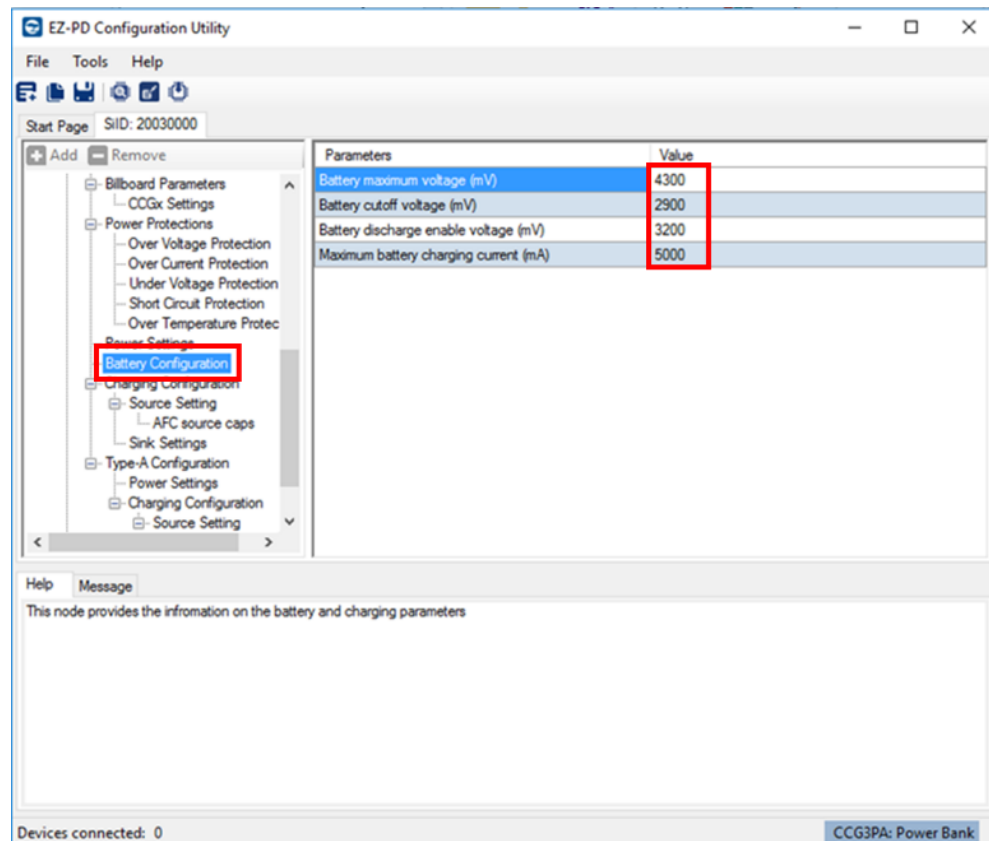 EZ-PD Configuration Utility
File Tools Help
Start Page SIID: 20030000
Add Remove
Billboard Parameters
CCGx Settings
Power Protections
Over Voltage Protection
Over Current Protection
Under Voltage Protection
Short Circuit Protection
Over Temperature Protec
Power Settings
Battery Configuration
Charging Configuration
Source Setting
AFC source caps
Sink Settings
Type-A Configuration
Power Settings
Charging Configuration
Source Setting
Parameters Value
Battery maximum voltage (mV) 4300
Battery cutoff voltage (mV) 2900
Battery discharge enable voltage (mV) 3200
Maximum battery charging current (mA) 5000
Help Message
This node provides the infromation on the battery and charging parameters
Devices connected: 0 CCG3PA: Power Bank